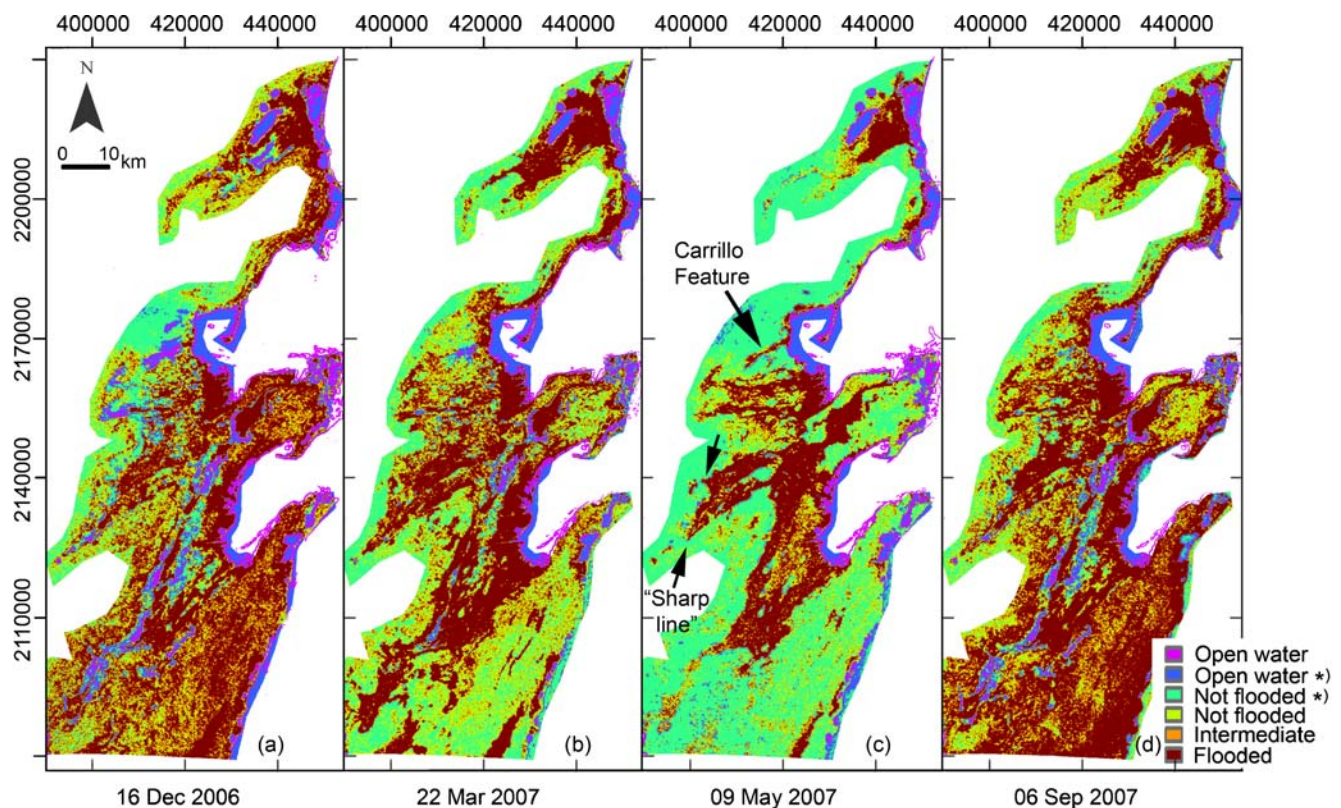 400000 420000 440000 400000 420000 440000 400000 420000 440000 400000 420000 440000
N
0 10 km
2200000
2170000
2140000
2110000
Carrillo
Feature
"Sharp
line"
Open water
Open water *)
Not flooded *)
Not flooded
Intermediate
Flooded
(a) (b) (c) (d)
16 Dec 2006 22 Mar 2007 09 May 2007 06 Sep 2007